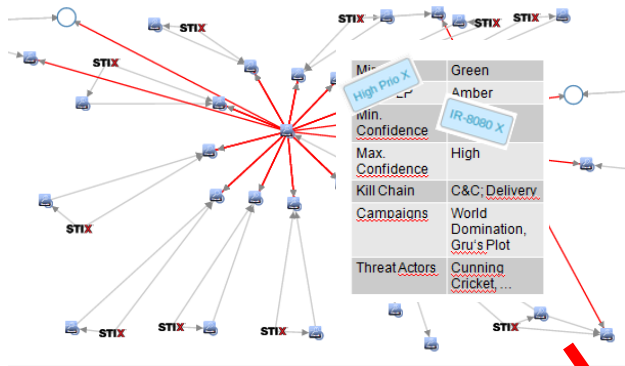 STIX
STIX
STIX
STIX
STIX
High Prio X
Green
Amber
IR-8080 X
Min.
Confidence
Max.
Confidence
High
Kill Chain
C&C; Delivery
Campaigns
World
Domination,
Gru's Plot
Threat Actors
Cunning
Cricket, ...
STIX
STIX
STIX
STIX
STIX